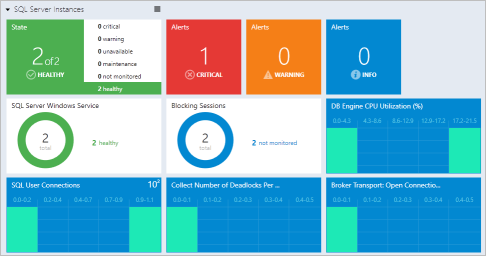 SQL Server Instances
State
2 of 2
HEALTHY
0 critical
0 warning
0 unavailable
0 maintenance
0 not monitored
2 healthy
Alerts
1
CRITICAL
Alerts
0
WARNING
Alerts
0
INFO
SQL Server Windows Service
2
total
2 healthy
Blocking Sessions
2
total
2 not monitored
DB Engine CPU Utilization (%)
0.0-4.3 4.3-8.6 8.6-12.9 12.9-17.2 17.2-21.5
SQL User Connections 10²
0.0-0.2 0.2-0.4 0.4-0.7 0.7-0.9 0.9-1.1
Collect Number of Deadlocks Per ...
0.0-0.1 0.1-0.2 0.2-0.3 0.3-0.4 0.4-0.5
Broker Transport: Open Connectio...
0.0-0.1 0.1-0.2 0.2-0.3 0.3-0.4 0.4-0.5